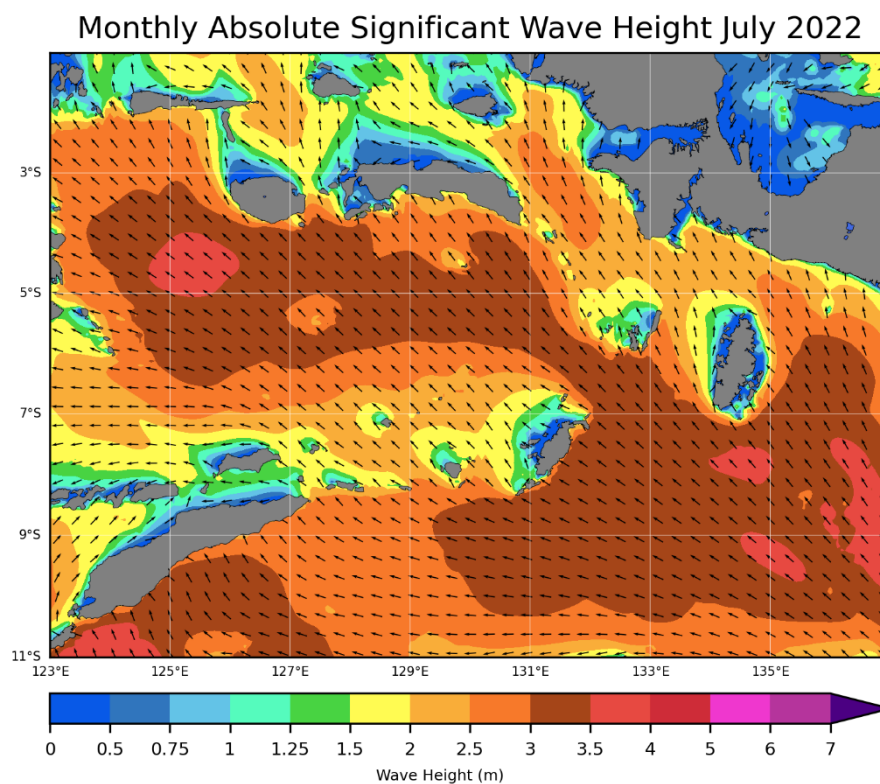 Monthly Absolute Significant Wave Height July 2022
3°S
5°S
7°S
9°S
11°S
123°E 125°E 127°E 129°E 131°E 133°E 135°E
0 0.5 0.75 1 1.25 1.5 2 2.5 3 3.5 4 5 6 7
Wave Height (m)